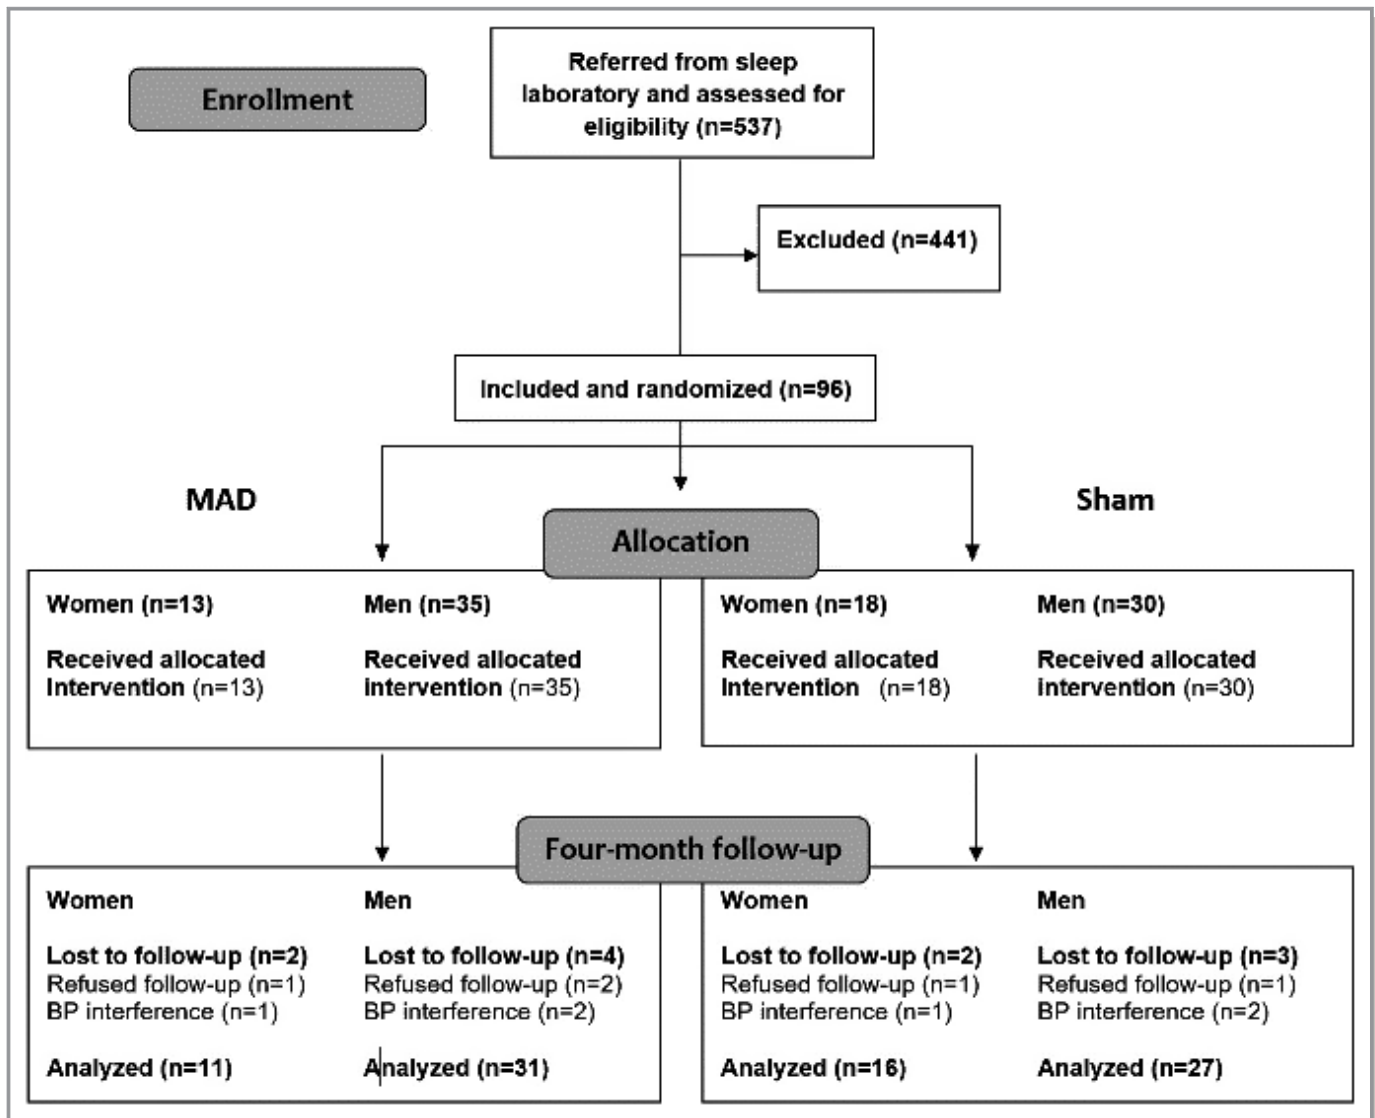 Enrollment
Referred from sleep
laboratory and assessed for
eligibility (n=537)
Excluded (n=441)
Included and randomized (n=96)
MAD
Sham
Allocation
Women (n=13)
Received allocated
Intervention (n=13)
Men (n=35)
Received allocated
intervention (n=35)
Women (n=18)
Received allocated
Intervention (n=18)
Men (n=30)
Received allocated
intervention (n=30)
Four-month follow-up
Women
Lost to follow-up (n=2)
Refused follow-up (n=1)
BP interference (n=1)
Analyzed (n=11)
Men
Lost to follow-up (n=4)
Refused follow-up (n=2)
BP interference (n=2)
Analyzed (n=31)
Women
Lost to follow-up (n=2)
Refused follow-up (n=1)
BP interference (n=1)
Analyzed (n=16)
Men
Lost to follow-up (n=3)
Refused follow-up (n=1)
BP interference (n=2)
Analyzed (n=27)